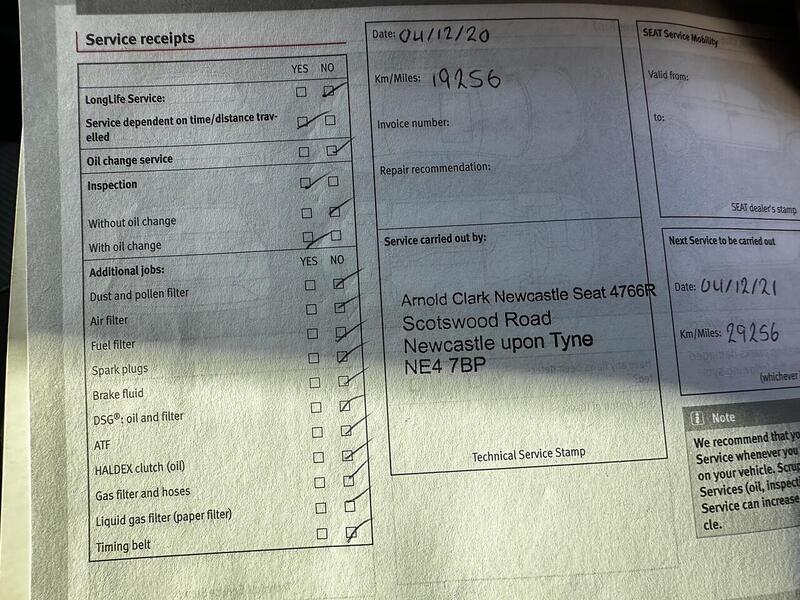 Service receipts
YES NO
LongLife Service:
Service dependent on time/distance trav-
elled
Oil change service
Inspection
Without oil change
With oil change
Additional jobs:
YES NO
Dust and pollen filter
Air filter
Fuel filter
Spark plugs
Brake fluid
DSG®: oil and filter
ATF
HALDEX clutch (oil)
Gas filter and hoses
Liquid gas filter (paper filter)
Timing belt
Date: 04/12/20
Km/Miles: 19256
Invoice number:
Repair recommendation:
Service carried out by:
Arnold Clark Newcastle Seat 4766R
Scotswood Road
Newcastle upon Tyne
NE4 7BP
Technical Service Stamp
SEAT Service Mobility
Valid from:
to:
SEAT dealer's stamp
Next Service to be carried out
Date: 04/12/21
Km/Miles: 29256
(whichever
i Note
We recommend that yo
Service whenever you
on your vehicle. Scru
Services (oil, inspect
Service can increase
cle.